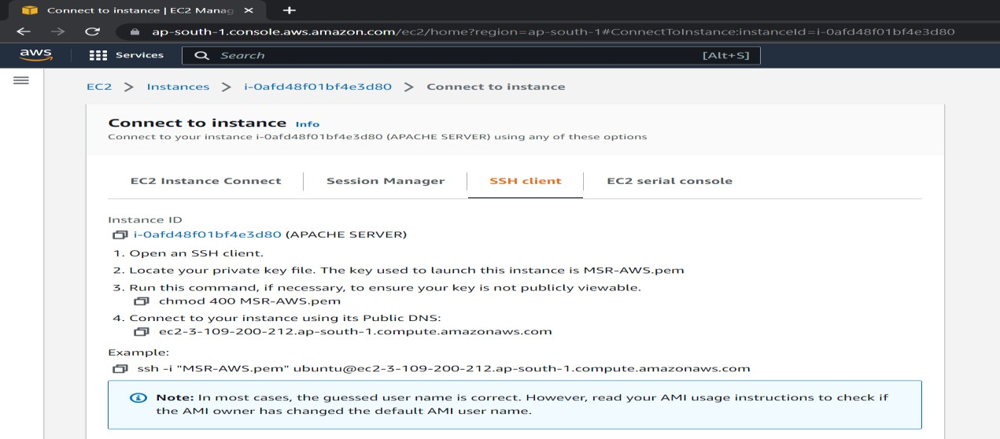 Connect to instance | EC2 Manag
ap-south-1.console.aws.amazon.com/ec2/home?region=ap-south-1#ConnectToInstance:instanceId=i-0afd48f01bf4e3d80
aws Services Search [Alt+S]
EC2 > Instances > i-0afd48f01bf4e3d80 > Connect to instance
Connect to instance Info
Connect to your instance i-0afd48f01bf4e3d80 (APACHE SERVER) using any of these options
EC2 Instance Connect Session Manager SSH client EC2 serial console
Instance ID
i-0afd48f01bf4e3d80 (APACHE SERVER)
1. Open an SSH client.
2. Locate your private key file. The key used to launch this instance is MSR-AWS.pem
3. Run this command, if necessary, to ensure your key is not publicly viewable.
chmod 400 MSR-AWS.pem
4. Connect to your instance using its Public DNS:
ec2-3-109-200-212.ap-south-1.compute.amazonaws.com
Example:
ssh -i "MSR-AWS.pem" ubuntu@ec2-3-109-200-212.ap-south-1.compute.amazonaws.com
Note: In most cases, the guessed user name is correct. However, read your AMI usage instructions to check if
the AMI owner has changed the default AMI user name.